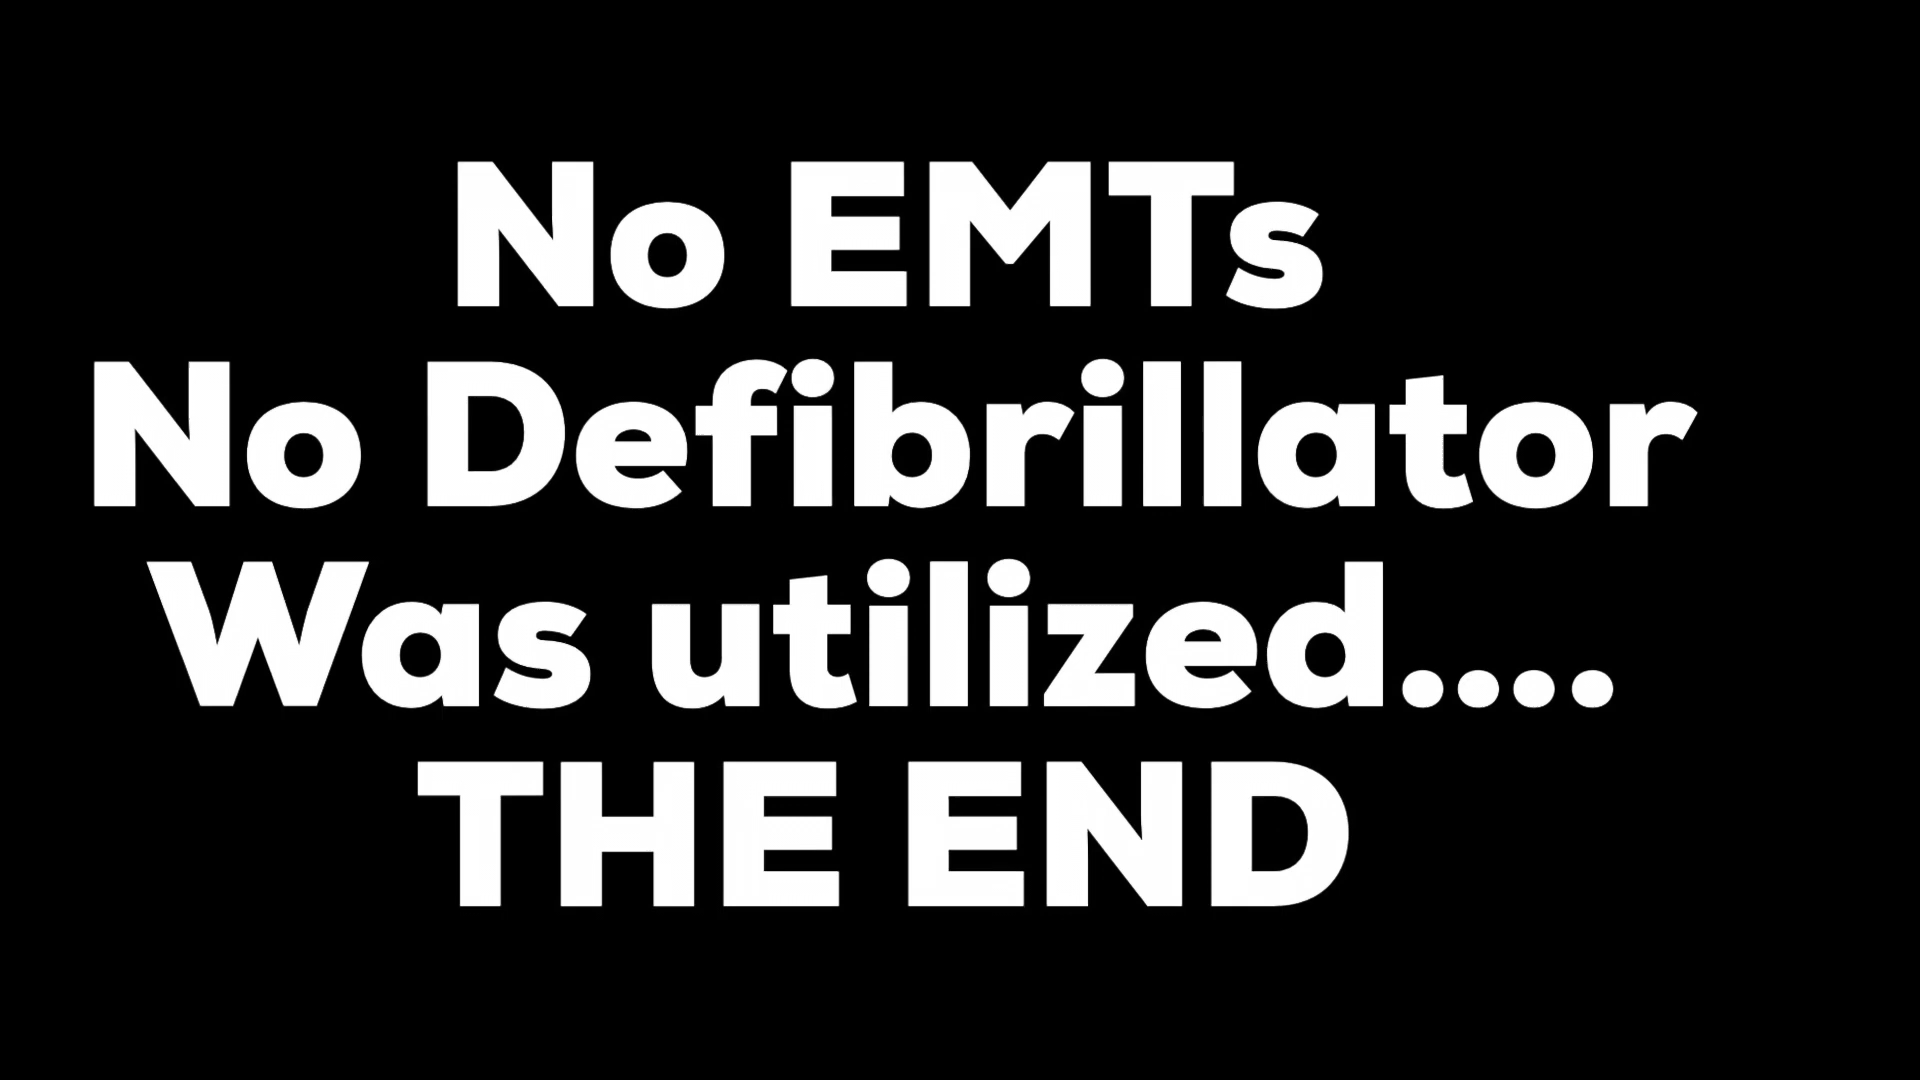 No EMTs
No Defibrillator
Was utilized....
THE END